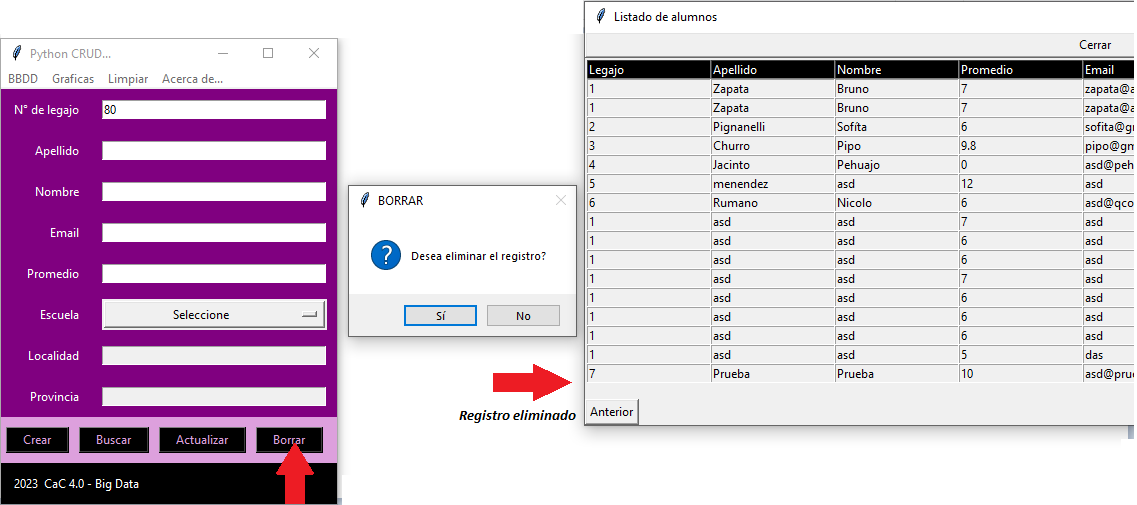 Python CRUD...
BBDD Graficas Limpiar Acerca de...
N° de legajo 80
Apellido
Nombre
Email
Promedio
Escuela Seleccione
Localidad
Provincia
Crear Buscar Actualizar Borrar
2023 CaC 4.0 - Big Data
BORRAR
Desea eliminar el registro?
Sí No
Registro eliminado
Listado de alumnos
Cerrar
Legajo Apellido Nombre Promedio Email
1 Zapata Bruno 7 zapata@a
1 Zapata Bruno 7 zapata@a
2 Pignanelli Sofíta 6 sofita@g
3 Churro Pipo 9.8 pipo@gm
4 Jacinto Pehuajo 0 asd@peh
5 menendez asd 12 asd
6 Rumano Nicolo 6 asd@qco
1 asd asd 7 asd
1 asd asd 6 asd
1 asd asd 6 asd
1 asd asd 7 asd
1 asd asd 6 asd
1 asd asd 6 asd
1 asd asd 6 asd
1 asd asd 5 das
7 Prueba Prueba 10 asd@pru
Anterior